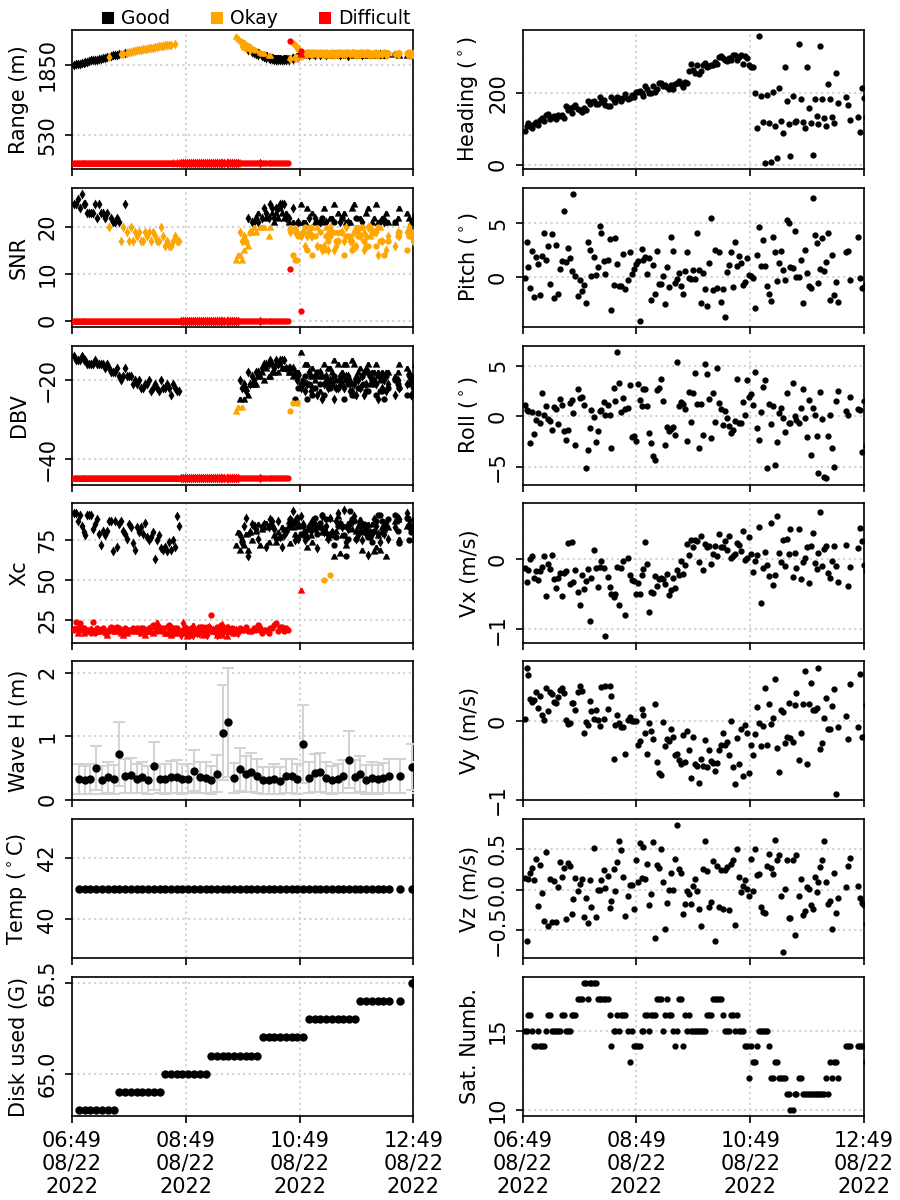 Good Okay Difficult
Range (m)
1850
530
Heading (°)
200
0
SNR
20
10
0
Pitch (°)
5
0
DBV
−20
−40
Roll (°)
5
0
−5
Xc
75
50
25
Vx (m/s)
0
−1
Wave H (m)
2
1
0
Vy (m/s)
0
−1
Temp (°C)
42
40
Vz (m/s)
0.5
0.0
−0.5
Disk used (G)
65.5
65.0
Sat. Numb.
15
10
06:49 08:49 10:49 12:49
08/22 08/22 08/22 08/22
2022 2022 2022 2022
06:49 08:49 10:49 12:49
08/22 08/22 08/22 08/22
2022 2022 2022 2022